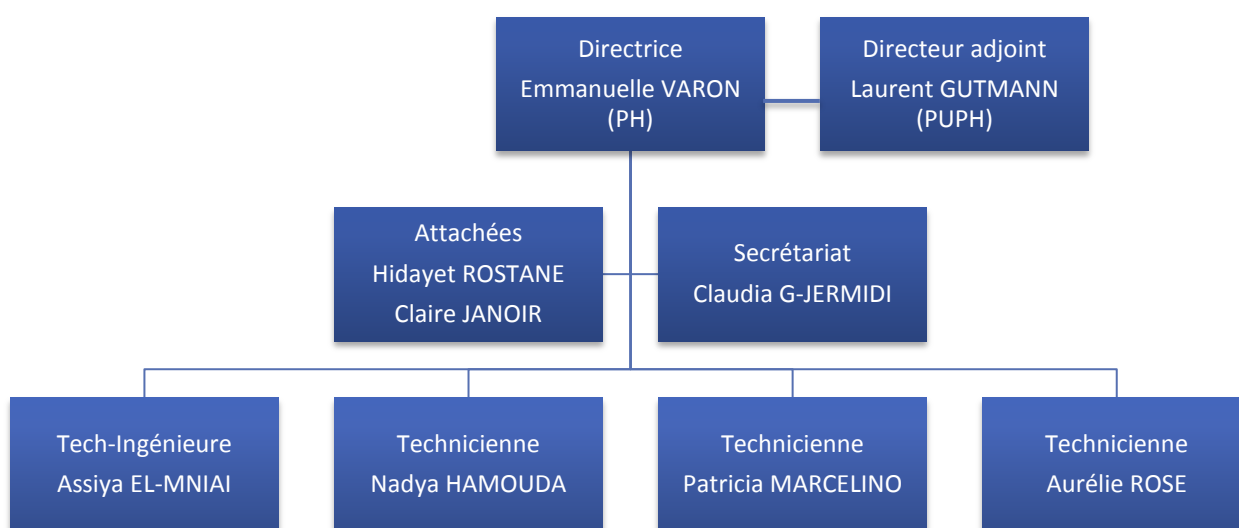 Directrice
Emmanuelle VARON
(PH)
Directeur adjoint
Laurent GUTMANN
(PUPH)
Attachées
Hidayet ROSTANE
Claire JANOIR
Secrétariat
Claudia G-JERMIDI
Tech-Ingénieure
Assiya EL-MNIAI
Technicienne
Nadya HAMOUDA
Technicienne
Patricia MARCELINO
Technicienne
Aurélie ROSE